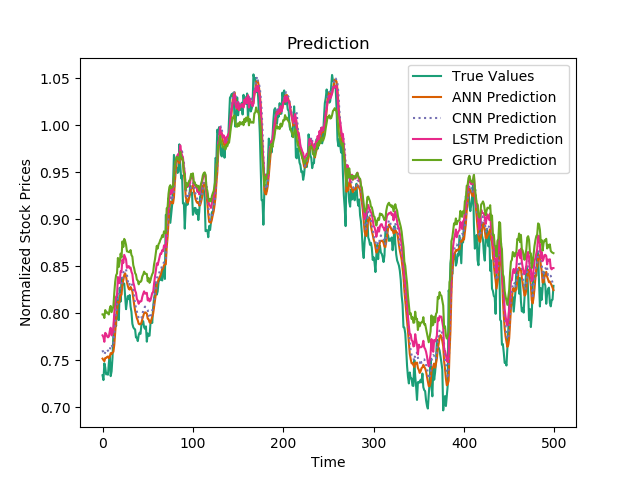 Prediction
Normalized Stock Prices
1.05
1.00
0.95
0.90
0.85
0.80
0.75
0.70
True Values
ANN Prediction
CNN Prediction
LSTM Prediction
GRU Prediction
0 100 200 300 400 500
Time